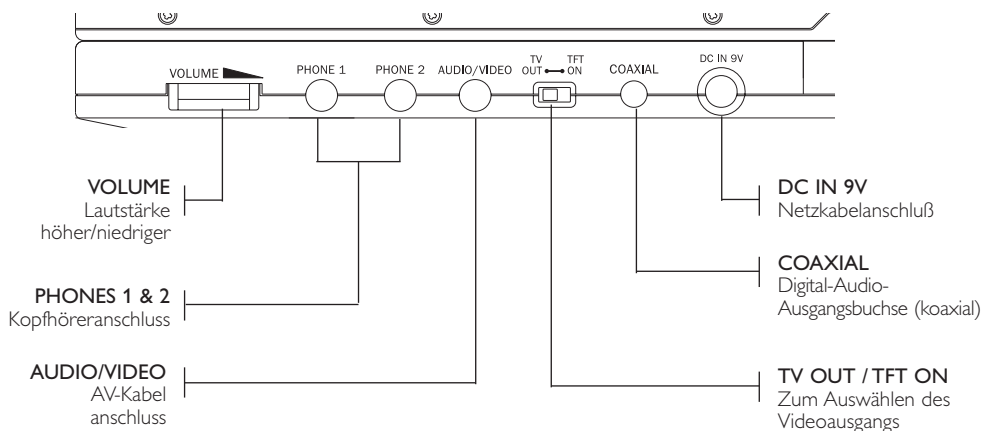 VOLUME
PHONE 1
PHONE 2
AUDIO/VIDEO
TV
OUT
TFT
ON
COAXIAL
DC IN 9V
VOLUME
Lautstärke
höher/niedriger
PHONES 1 & 2
Kopfhöreranschluss
AUDIO/VIDEO
AV-Kabel
anschluss
DC IN 9V
Netzkabelanschluß
COAXIAL
Digital-Audio-
Ausgangsbuchse (koaxial)
TV OUT / TFT ON
Zum Auswählen des
Videoausgangs